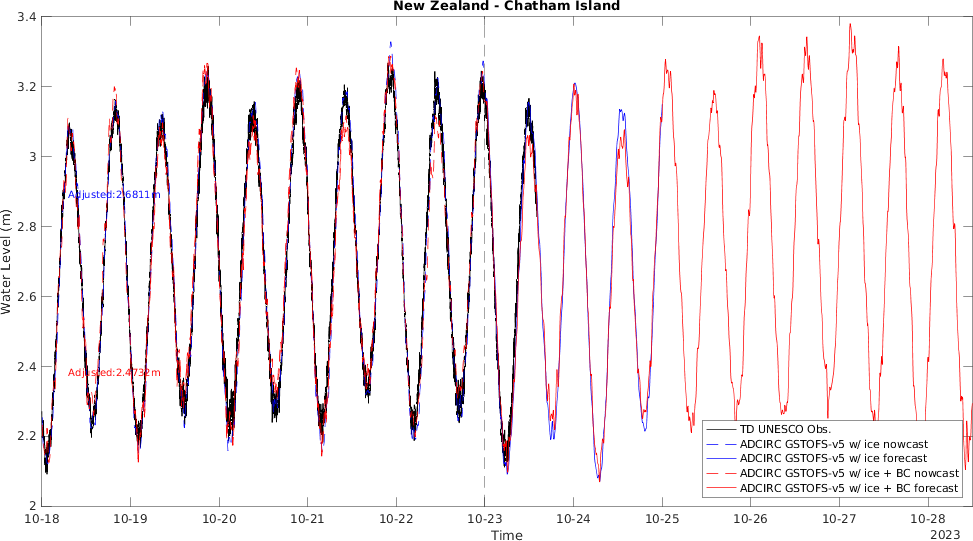 New Zealand - Chatham Island
3.4
3.2
3
2.8
2.6
2.4
2.2
2
Water Level (m)
Adjusted:2.6811m
Adjusted:2.4732m
TD UNESCO Obs.
ADCIRC GSTOFS-v5 w/ ice nowcast
ADCIRC GSTOFS-v5 w/ ice forecast
ADCIRC GSTOFS-v5 w/ ice + BC nowcast
ADCIRC GSTOFS-v5 w/ ice + BC forecast
10-18 10-19 10-20 10-21 10-22 10-23 10-24 10-25 10-26 10-27 10-28
2023
Time